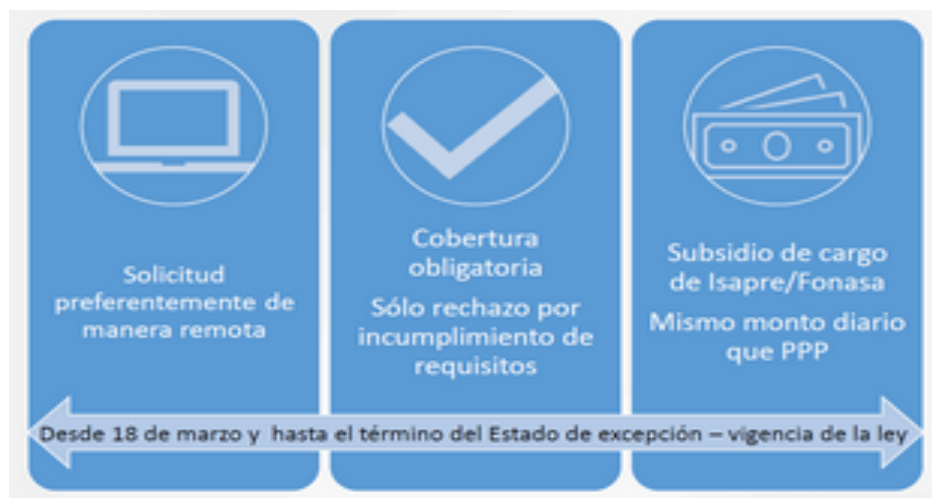 Solicitud
preferentemente de
manera remota
Cobertura
obligatoria
Sólo rechazo por
incumplimiento de
requisitos
Subsidio de cargo
de Isapre/Fonasa
Mismo monto diario
que PPP
Desde 18 de marzo y hasta el término del Estado de excepción – vigencia de la ley